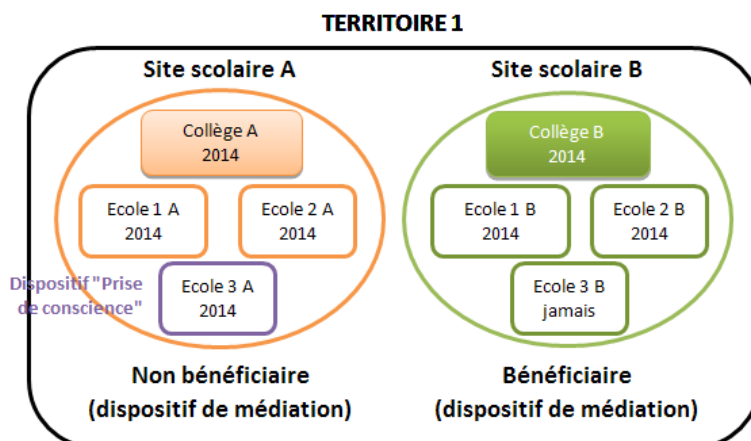 TERRITOIRE 1
Site scolaire A
Collège A
2014
Ecole 1 A
2014
Ecole 2 A
2014
Dispositif "Prise
de conscience"
Ecole 3 A
2014
Non bénéficiaire
(dispositif de médiation)
Site scolaire B
Collège B
2014
Ecole 1 B
2014
Ecole 2 B
2014
Ecole 3 B
jamais
Bénéficiaire
(dispositif de médiation)